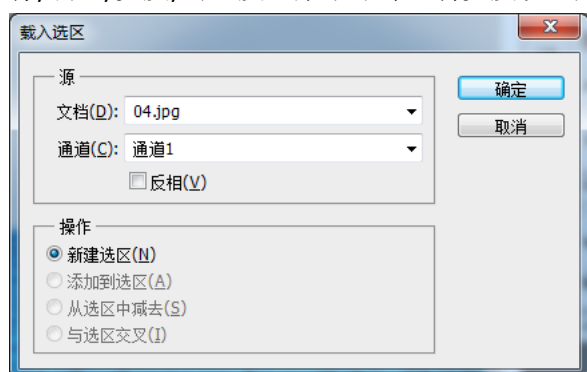 载入选区
源
文档(D): 04.jpg
通道(C): 通道1
反相(V)
确定
取消
操作
新建选区(N)
添加到选区(A)
从选区中减去(S)
与选区交叉(I)